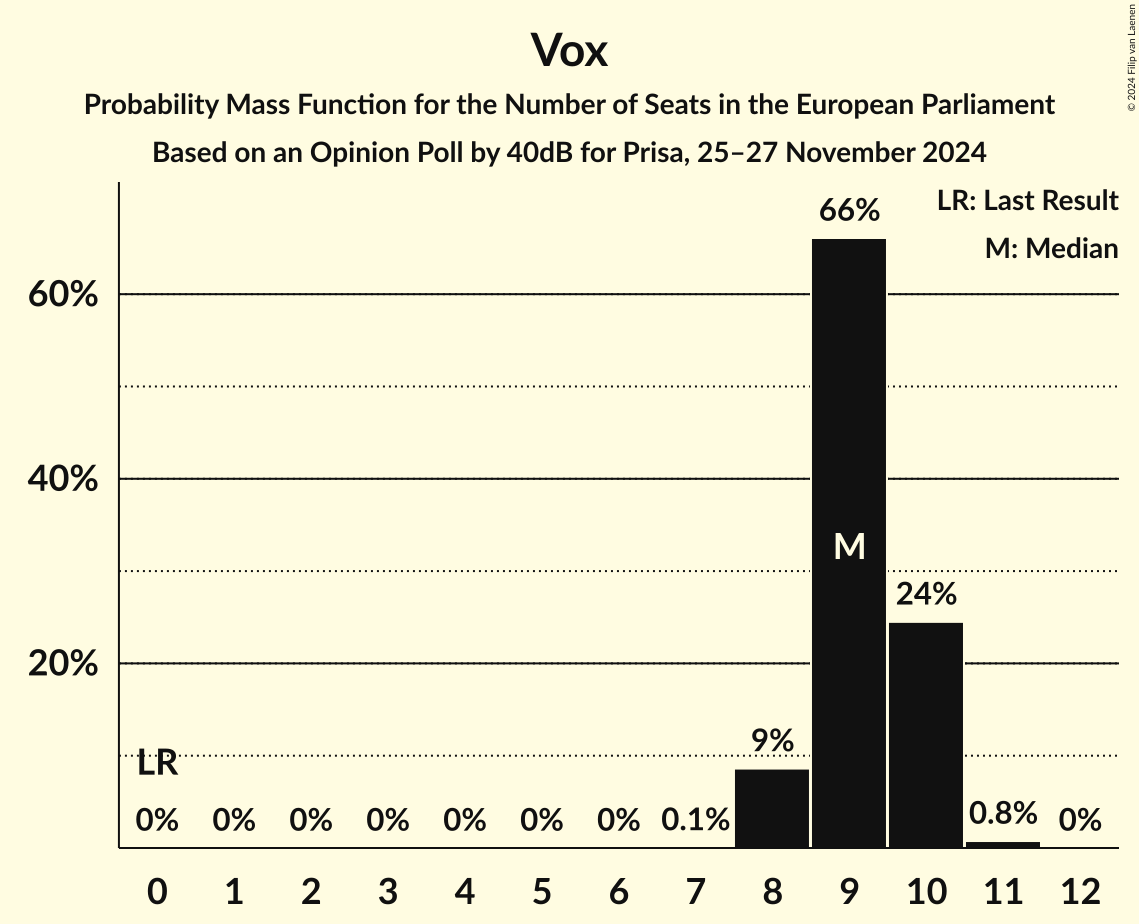 Vox
Probability Mass Function for the Number of Seats in the European Parliament
Based on an Opinion Poll by 40dB for Prisa, 25–27 November 2024
© 2024 Filip van Laenen
LR: Last Result
M: Median
66%
60%
40%
M
24%
20%
9%
LR
0% 0% 0% 0% 0% 0% 0% 0.1% 0.8% 0%
0 1 2 3 4 5 6 7 8 9 10 11 12